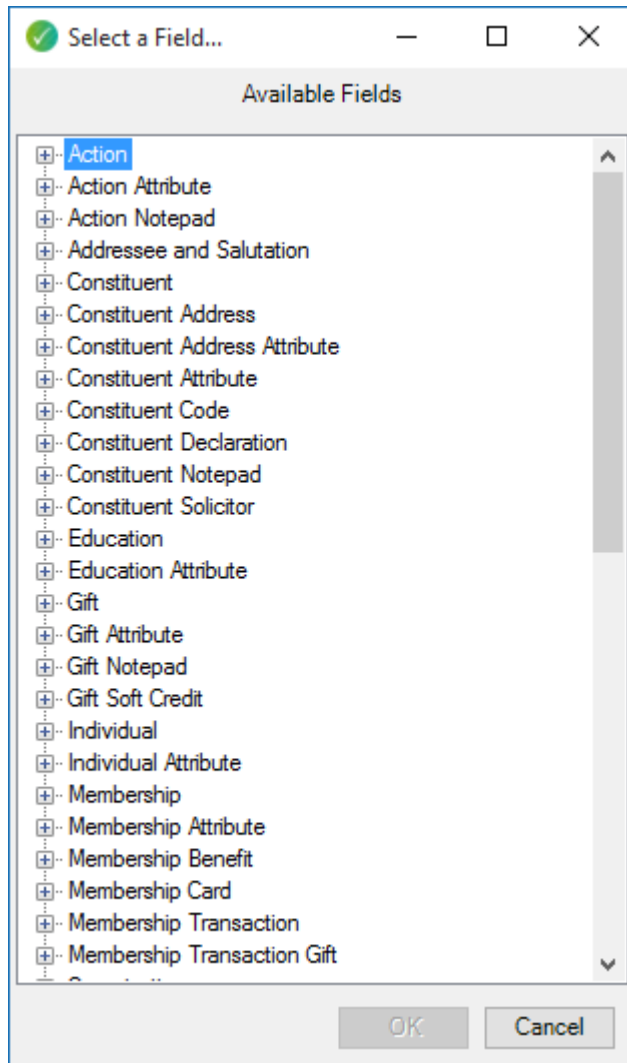 Select a Field...
Available Fields
Action
Action Attribute
Action Notepad
Addressee and Salutation
Constituent
Constituent Address
Constituent Address Attribute
Constituent Attribute
Constituent Code
Constituent Declaration
Constituent Notepad
Constituent Solicitor
Education
Education Attribute
Gift
Gift Attribute
Gift Notepad
Gift Soft Credit
Individual
Individual Attribute
Membership
Membership Attribute
Membership Benefit
Membership Card
Membership Transaction
Membership Transaction Gift
OK Cancel